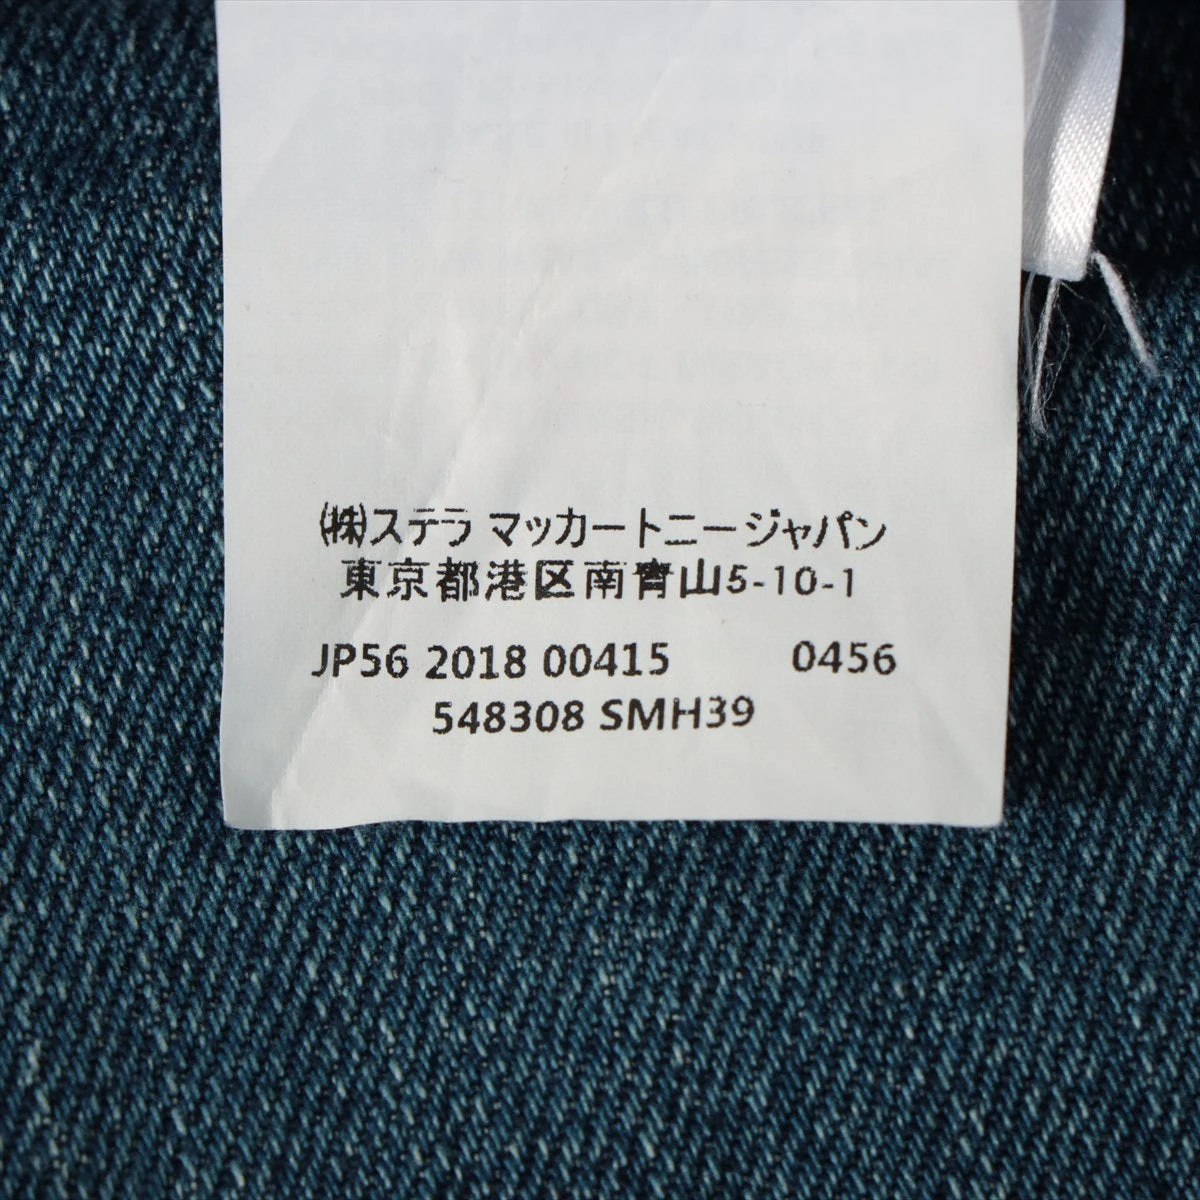 ㈱ステラ マッカートニージャパン
東京都港区南青山5-10-1
JP56 2018 00415 0456
548308 SMH39